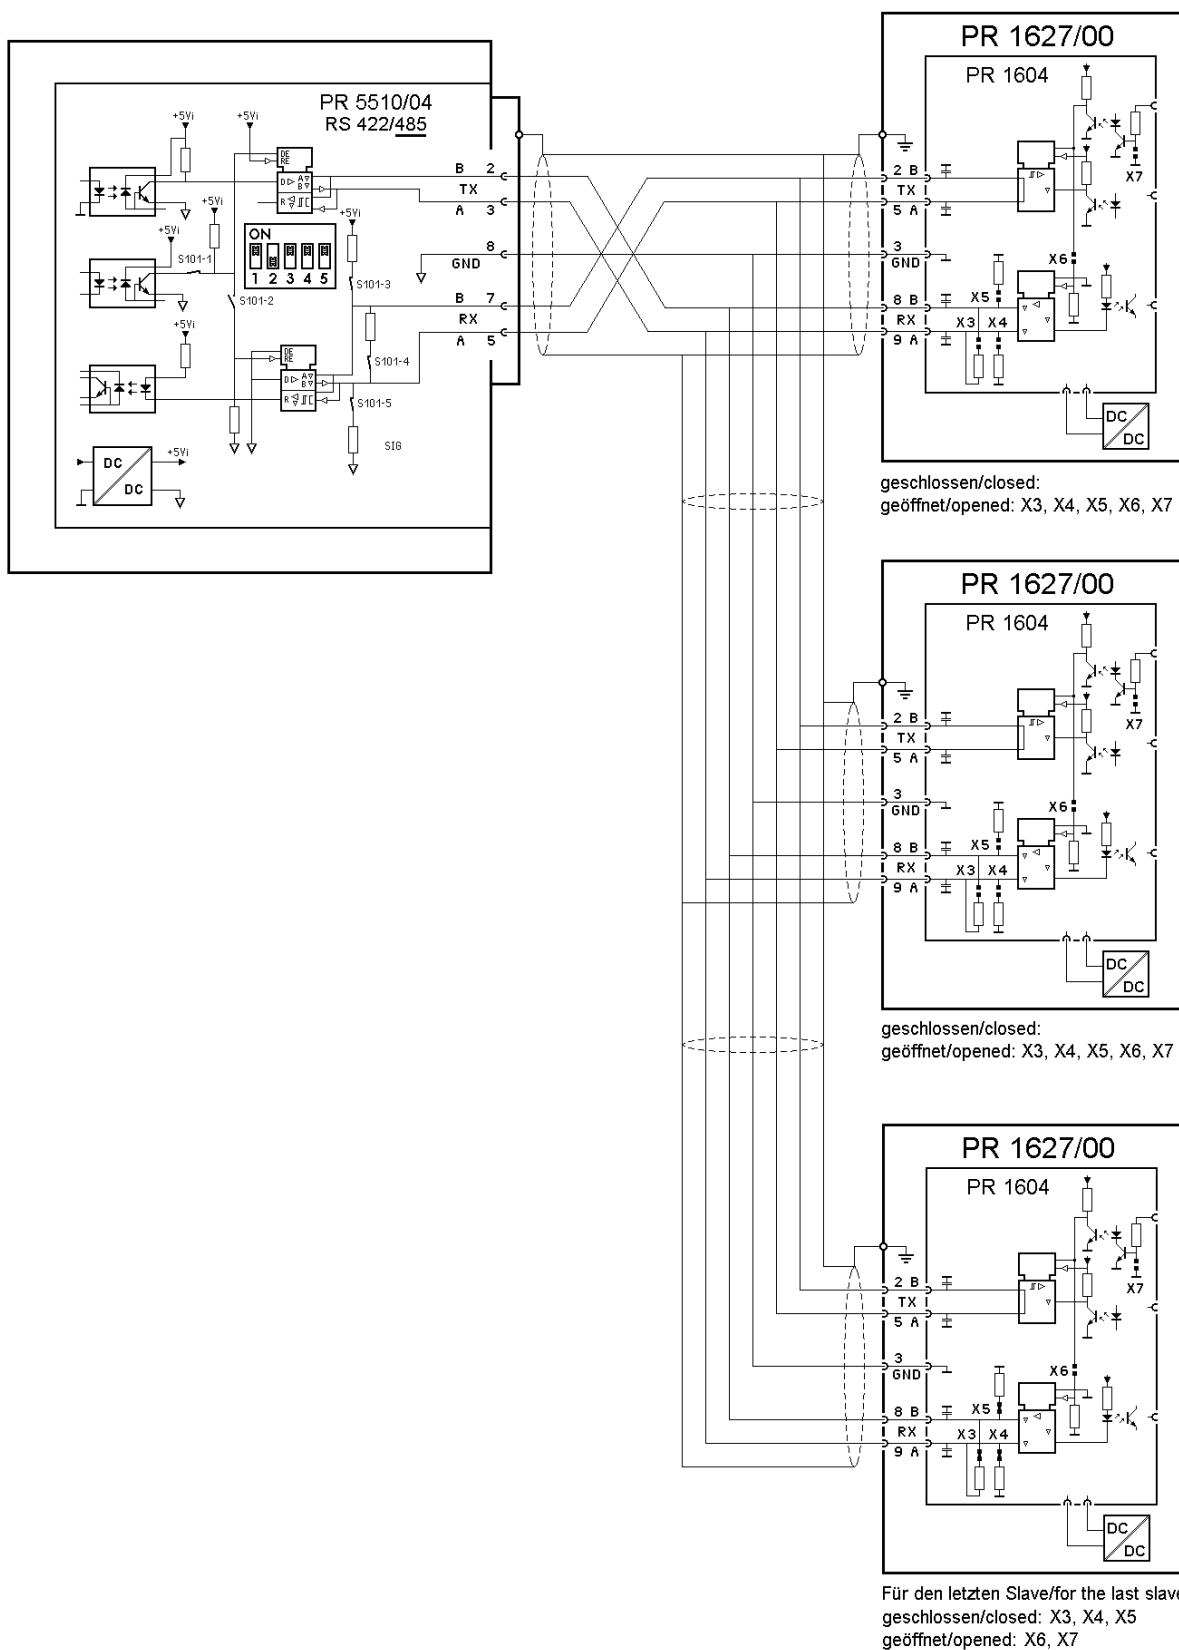 PR 5510/04
RS 422/485
+5Vi
+5Vi
DE
RE
D A
B
R
B 2
TX
A 3
+5Vi
+5Vi
+5Vi
ON
1 2 3 4 5
S101-1
S101-2
S101-3
8
GND
B 7
RX
A 5
+5Vi
DE
RE
D A
B
R
S101-4
S101-5
SIG
DC
DC
+5Vi
PR 1627/00
PR 1604
X7
2 B
TX
5 A
3
GND
X6
8 B
X5
RX
X3 X4
9 A
DC
DC
geschlossen/closed:
geöffnet/opened: X3, X4, X5, X6, X7
PR 1627/00
PR 1604
X7
2 B
TX
5 A
3
GND
X6
8 B
X5
RX
X3 X4
9 A
DC
DC
geschlossen/closed:
geöffnet/opened: X3, X4, X5, X6, X7
PR 1627/00
PR 1604
X7
2 B
TX
5 A
3
GND
X6
8 B
X5
RX
X3 X4
9 A
DC
DC
Für den letzten Slave/for the last slave
geschlossen/closed: X3, X4, X5
geöffnet/opened: X6, X7